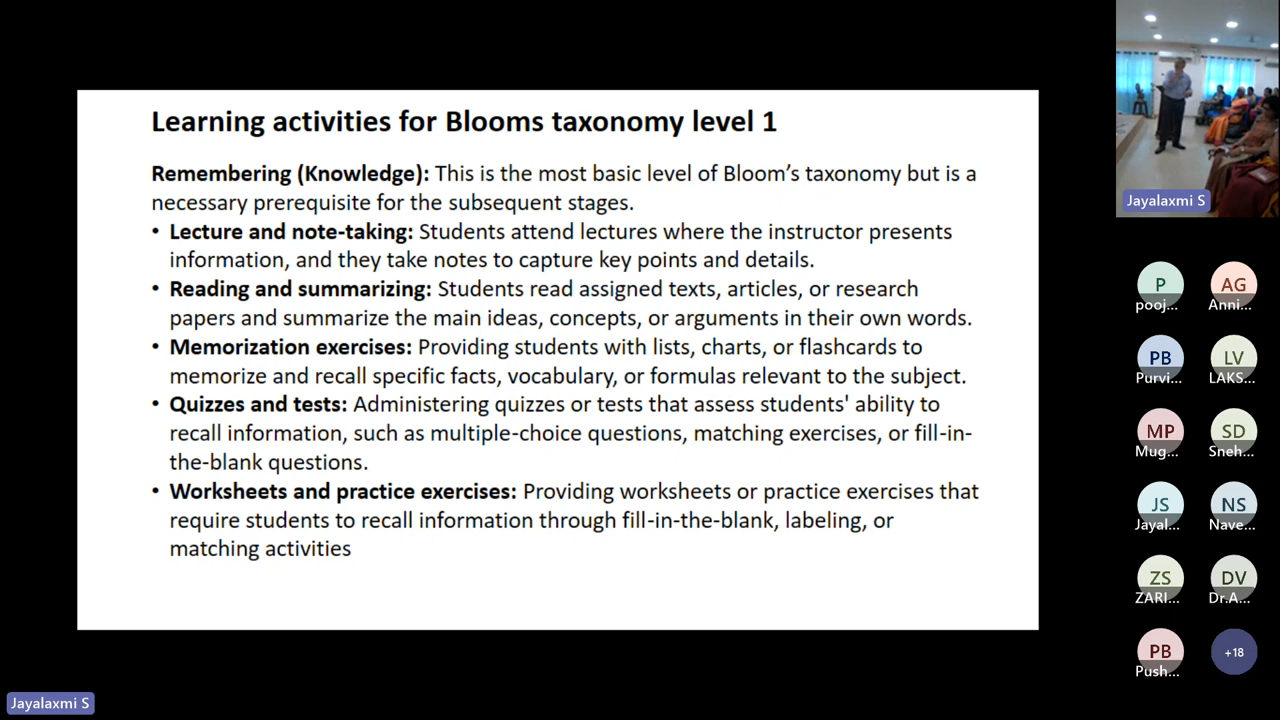 Learning activities for Blooms taxonomy level 1
Remembering (Knowledge): This is the most basic level of Bloom’s taxonomy but is a
necessary prerequisite for the subsequent stages.
• Lecture and note-taking: Students attend lectures where the instructor presents
information, and they take notes to capture key points and details.
• Reading and summarizing: Students read assigned texts, articles, or research
papers and summarize the main ideas, concepts, or arguments in their own words.
• Memorization exercises: Providing students with lists, charts, or flashcards to
memorize and recall specific facts, vocabulary, or formulas relevant to the subject.
• Quizzes and tests: Administering quizzes or tests that assess students' ability to
recall information, such as multiple-choice questions, matching exercises, or fill-in-
the-blank questions.
• Worksheets and practice exercises: Providing worksheets or practice exercises that
require students to recall information through fill-in-the-blank, labeling, or
matching activities
Jayalaxmi S
P AG
pooj... Anni...
PB LV
Purvi... LAKS...
MP SD
Mug... Sneh...
JS NS
Jayal... Nave...
ZS DV
ZARI... Dr.A...
PB +18
Push...
Jayalaxmi S